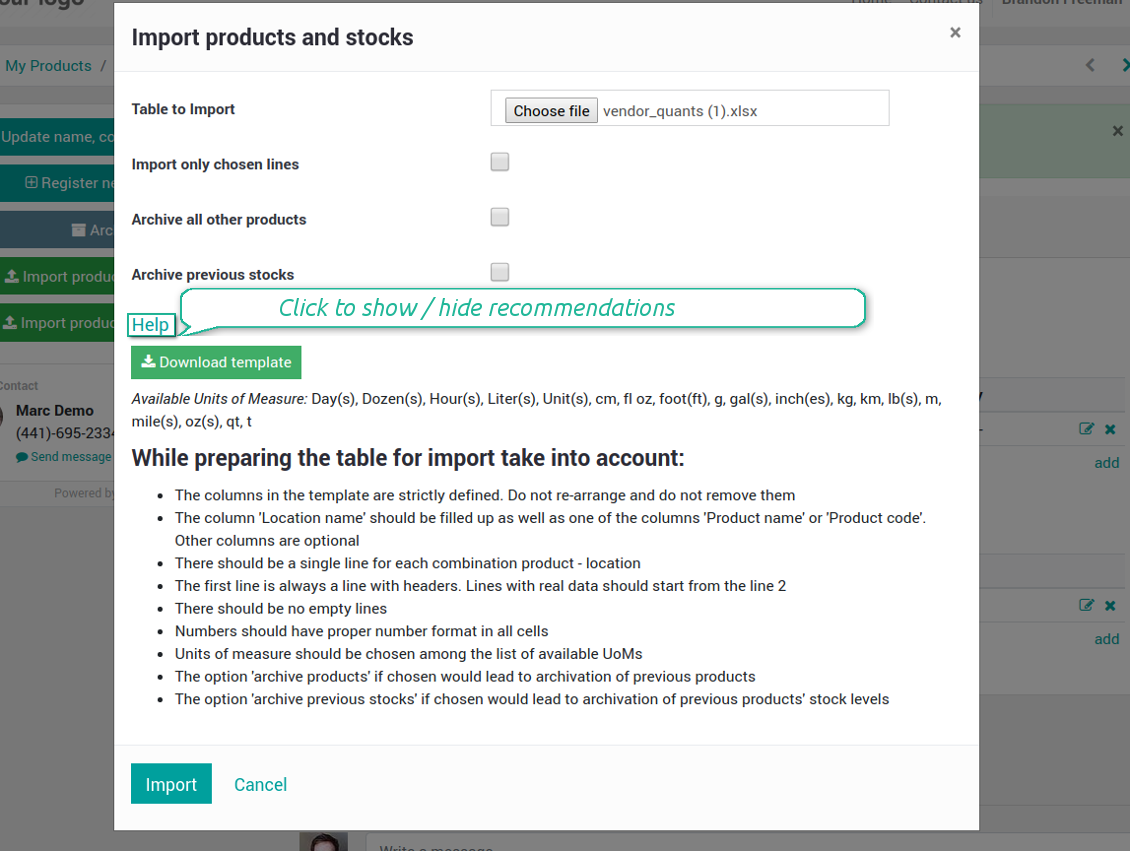 our logo
Home
Contact us
Brandon Freeman
Import products and stocks
×
My Products /
Table to Import
Choose file vendor_quants (1).xlsx
Update name, co
×
Import only chosen lines
Register ne
Archive all other products
Arc
Archive previous stocks
Import produc
Click to show / hide recommendations
Help
Import produc
Download template
Contact
Available Units of Measure: Day(s), Dozen(s), Hour(s), Liter(s), Unit(s), cm, fl oz, foot(ft), g, gal(s), inch(es), kg, km, lb(s), m,
mile(s), oz(s), qt, t
Marc Demo
(441)-695-2334
Send message
While preparing the table for import take into account:
add
Powered by
• The columns in the template are strictly defined. Do not re-arrange and do not remove them
• The column 'Location name' should be filled up as well as one of the columns 'Product name' or 'Product code'.
Other columns are optional
• There should be a single line for each combination product - location
• The first line is always a line with headers. Lines with real data should start from the line 2
• There should be no empty lines
• Numbers should have proper number format in all cells
add
• Units of measure should be chosen among the list of available UoMs
• The option 'archive products' if chosen would lead to archivation of previous products
• The option 'archive previous stocks' if chosen would lead to archivation of previous products' stock levels
Import
Cancel
Write a message